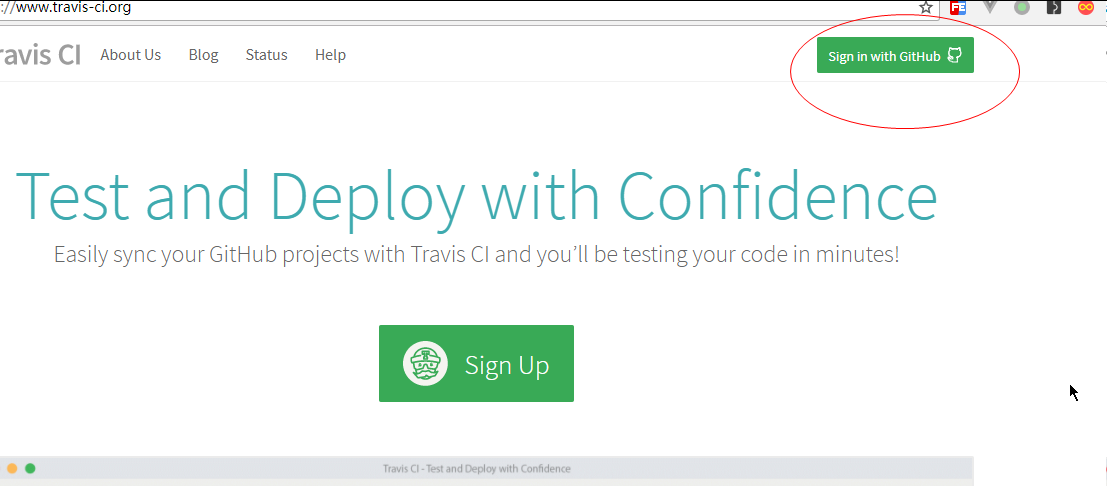 ://www.travis-ci.org
FE
ravis CI About Us Blog Status Help Sign in with GitHub
Test and Deploy with Confidence
Easily sync your GitHub projects with Travis CI and you’ll be testing your code in minutes!
Sign Up
Travis CI - Test and Deploy with Confidence